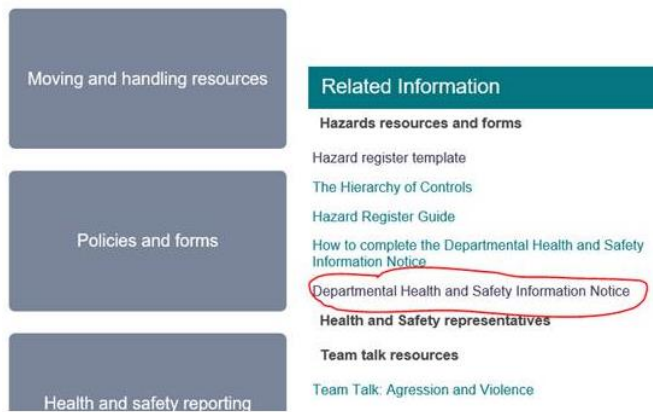 Moving and handling resources
Policies and forms
Health and safety reporting
Related Information
Hazards resources and forms
Hazard register template
The Hierarchy of Controls
Hazard Register Guide
How to complete the Departmental Health and Safety
Information Notice
Departmental Health and Safety Information Notice
Health and Safety representatives
Team talk resources
Team Talk: Agression and Violence